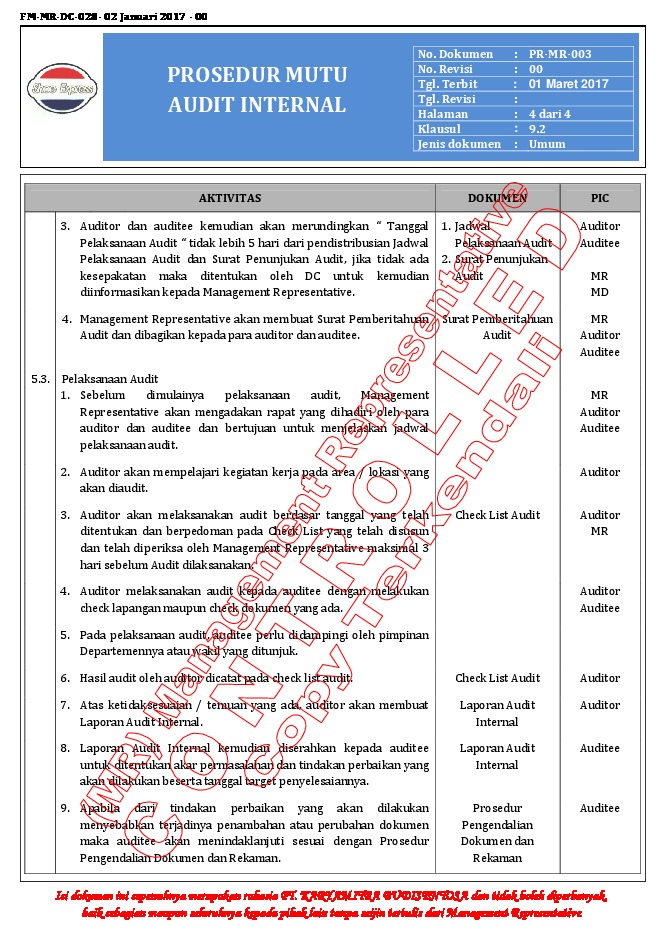 FM-MR-DC-028- 02 Januari 2017 - 00
Shoe Express
PROSEDUR MUTU
AUDIT INTERNAL
No. Dokumen : PR-MR-003
No. Revisi : 00
Tgl. Terbit : 01 Maret 2017
Tgl. Revisi :
Halaman : 4 dari 4
Klausul : 9.2
Jenis dokumen : Umum
AKTIVITAS DOKUMEN PIC
3. Auditor dan auditee kemudian akan merundingkan “ Tanggal
Pelaksanaan Audit “ tidak lebih 5 hari dari pendistribusian Jadwal
Pelaksanaan Audit dan Surat Penunjukan Audit, jika tidak ada
kesepakatan maka ditentukan oleh DC untuk kemudian
diinformasikan kepada Management Representative.
1. Jadwal
Pelaksanaan Audit
2. Surat Penunjukan
Audit
Auditor
Auditee
MR
MD
4. Management Representative akan membuat Surat Pemberitahuan
Audit dan dibagikan kepada para auditor dan auditee.
Surat Pemberitahuan
Audit
MR
Auditor
Auditee
5.3. Pelaksanaan Audit
1. Sebelum dimulainya pelaksanaan audit, Management
Representative akan mengadakan rapat yang dihadiri oleh para
auditor dan auditee dan bertujuan untuk menjelaskan jadwal
pelaksanaan audit.
MR
Auditor
Auditee
2. Auditor akan mempelajari kegiatan kerja pada area / lokasi yang
akan diaudit.
Auditor
3. Auditor akan melaksanakan audit berdasar tanggal yang telah
ditentukan dan berpedoman pada Check List yang telah disusun
dan telah diperiksa oleh Management Representative maksimal 3
hari sebelum Audit dilaksanakan.
Check List Audit
Auditor
MR
4. Auditor melaksanakan audit kepada auditee dengan melakukan
check lapangan maupun check dokumen yang ada.
Auditor
Auditee
5. Pada pelaksanaan audit, auditee perlu didampingi oleh pimpinan
Departemennya atau wakil yang ditunjuk.
6. Hasil audit oleh auditor dicatat pada check list audit.
Check List Audit
Auditor
7. Atas ketidaksesuaian / temuan yang ada, auditor akan membuat
Laporan Audit Internal.
Laporan Audit
Internal
Auditor
8. Laporan Audit Internal kemudian diserahkan kepada auditee
untuk ditentukan akar permasalahan dan tindakan perbaikan yang
akan dilakukan beserta tanggal target penyelesaiannya.
Laporan Audit
Internal
Auditee
9. Apabila dari tindakan perbaikan yang akan dilakukan
menyebabkan terjadinya penambahan atau perubahan dokumen
maka auditee akan menindaklanjuti sesuai dengan Prosedur
Pengendalian Dokumen dan Rekaman.
Prosedur
Pengendalian
Dokumen dan
Rekaman
Auditee
(MR) Management Representative
CONTROLLED
Copy Terkendali
Isi dokumen ini sepenuhnya merupakan rahasia PT. KARYAMITRA BUDISENTOSA dan tidak boleh diperbanyak,
baik sebagian maupun seluruhnya kepada pihak lain tanpa seijin tertulis dari Management Representative